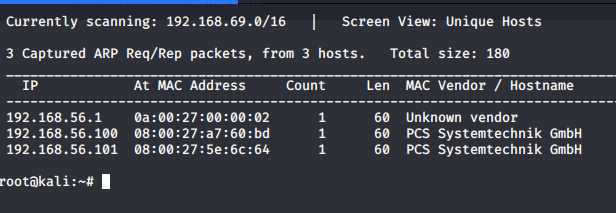 Currently scanning: 192.168.69.0/16   |   Screen View: Unique Hosts
3 Captured ARP Req/Rep packets, from 3 hosts.   Total size: 180
_____________________________________________________________________________
IP            At MAC Address     Count     Len  MAC Vendor / Hostname
-----------------------------------------------------------------------------
192.168.56.1    0a:00:27:00:00:02      1      60  Unknown vendor
192.168.56.100  08:00:27:a7:60:bd      1      60  PCS Systemtechnik GmbH
192.168.56.101  08:00:27:5e:6c:64      1      60  PCS Systemtechnik GmbH
root@kali:~#